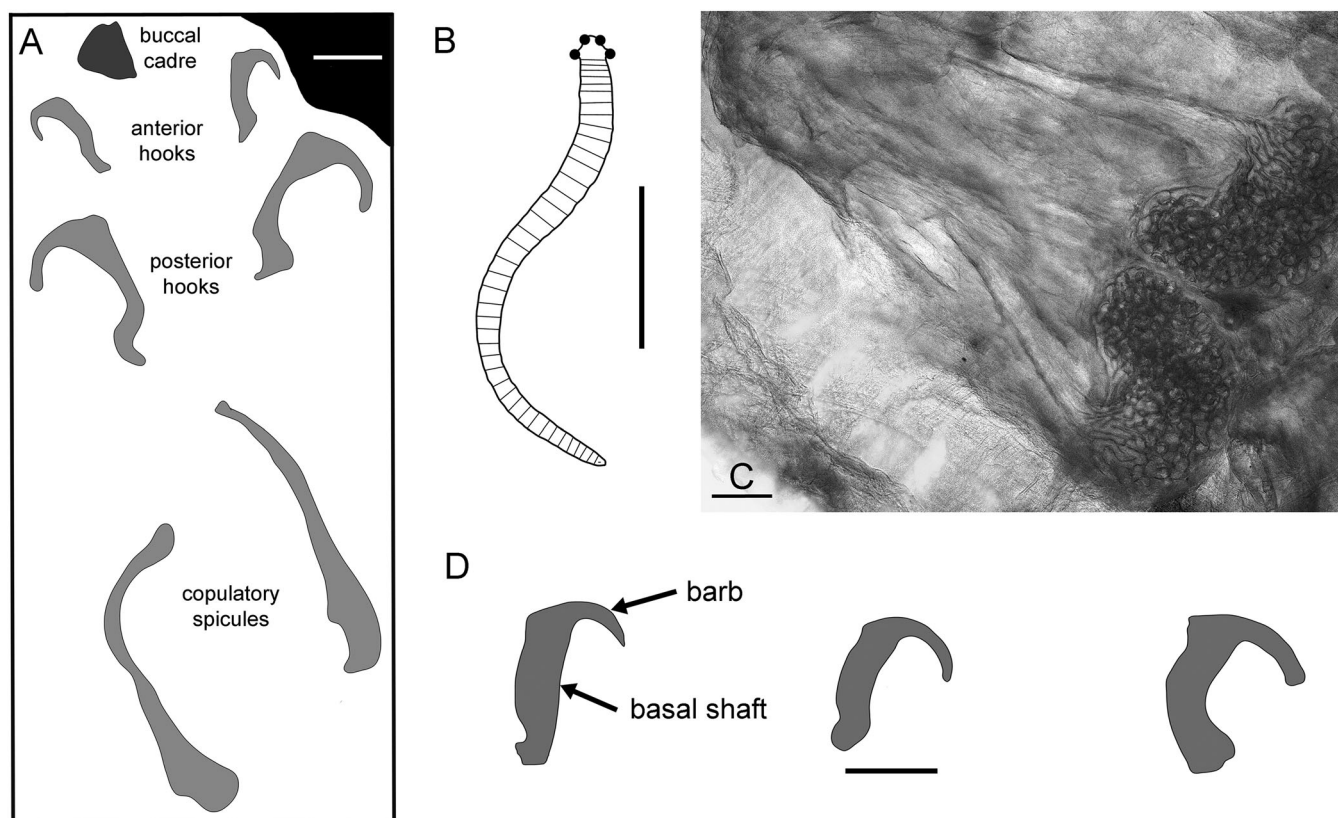 A
buccal
cadre
anterior
hooks
posterior
hooks
copulatory
spicules
B
C
D
barb
basal shaft